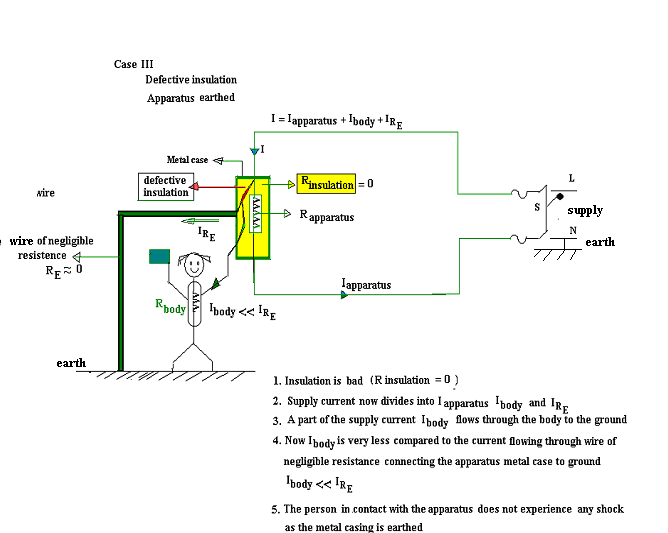 Case III
Defective insulation
Apparatus earthed
I = Iapparatus + Ibody + IRE
I
Metal case
defective
insulation
Rinsulation = 0
L
wire
S
supply
Rapparatus
IRE
N
earth
wire of negligible
resistence
RE ≈ 0
Iapparatus
Rbody
Ibody << IRE
earth
1. Insulation is bad (R insulation = 0 )
2. Supply current now divides into I apparatus Ibody and IRE
3. A part of the supply current Ibody flows through the body to the ground
4. Now Ibody is very less compared to the current flowing through wire of
negligible resistance connecting the apparatus metal case to ground
Ibody << IRE
5. The person in contact with the apparatus does not experience any shock
as the metal casing is earthed